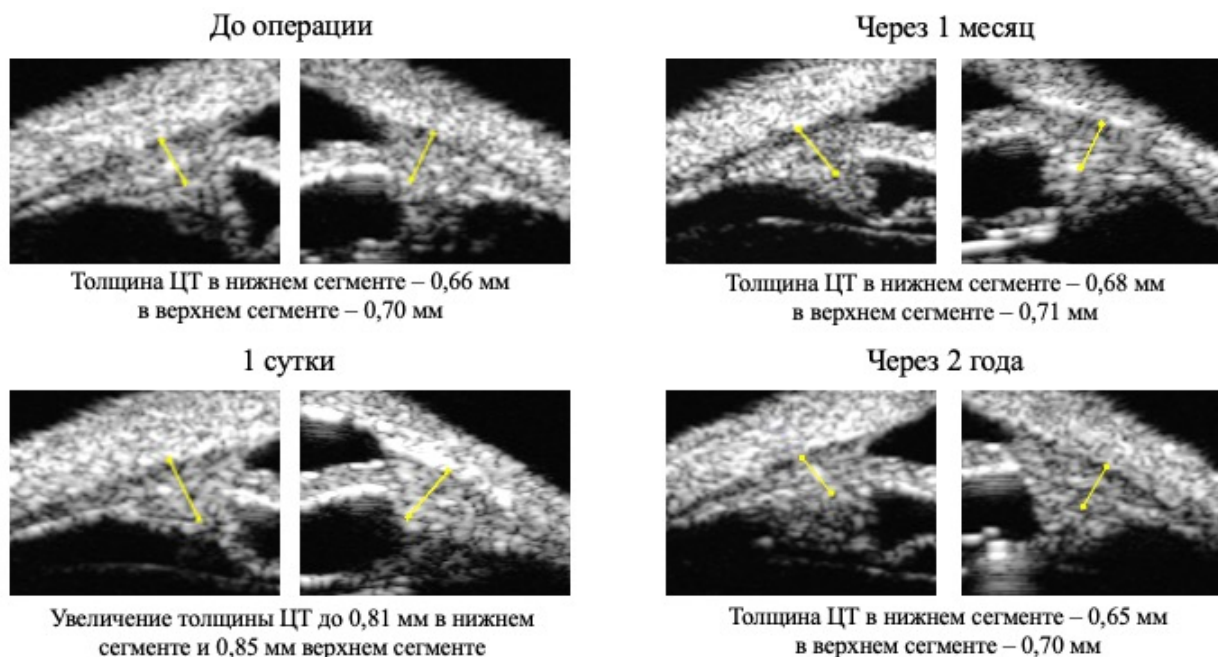 До операции
Толщина ЦТ в нижнем сегменте – 0,66 мм
в верхнем сегменте – 0,70 мм
Через 1 месяц
Толщина ЦТ в нижнем сегменте – 0,68 мм
в верхнем сегменте – 0,71 мм
1 сутки
Увеличение толщины ЦТ до 0,81 мм в нижнем
сегменте и 0,85 мм верхнем сегменте
Через 2 года
Толщина ЦТ в нижнем сегменте – 0,65 мм
в верхнем сегменте – 0,70 мм